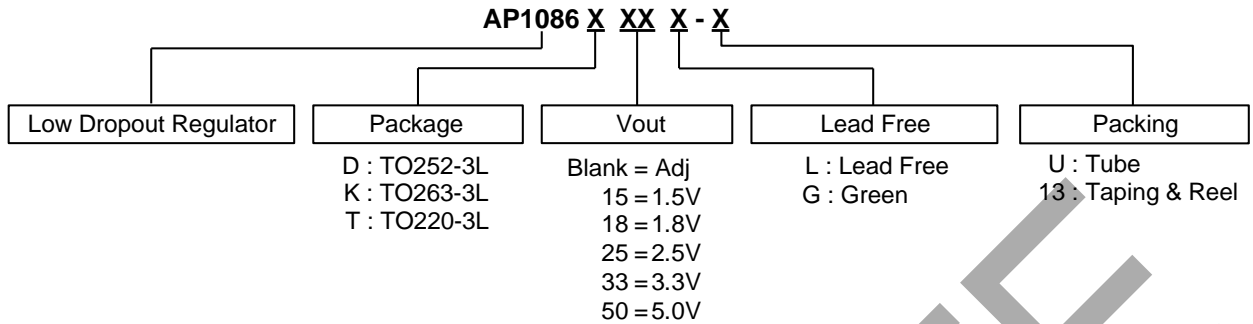 AP1086 X XX X - X
Low Dropout Regulator
Package
Vout
Lead Free
Packing
D : TO252-3L
K : TO263-3L
T : TO220-3L
Blank = Adj
15 = 1.5V
18 = 1.8V
25 = 2.5V
33 = 3.3V
50 = 5.0V
L : Lead Free
G : Green
U : Tube
13 : Taping & Reel